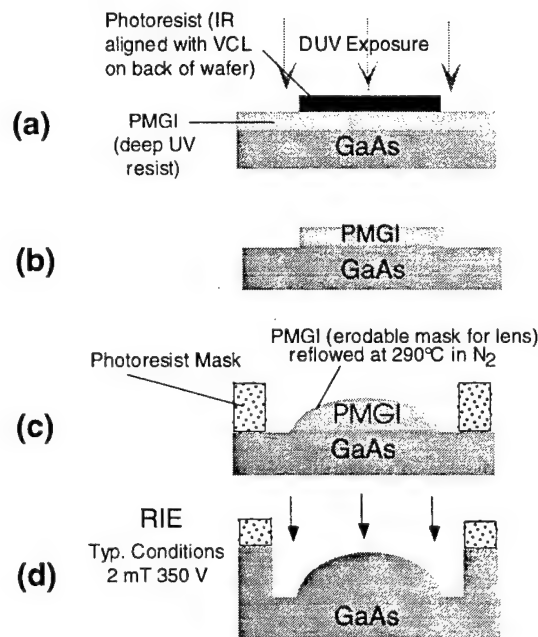 Photoresist (IR
aligned with VCL
on back of wafer)
DUV Exposure
(a)
PMGI
(deep UV
resist)
GaAs
(b)
PMGI
GaAs
PMGI (erodable mask for lens)
reflowed at 290°C in N2
Photoresist Mask
(c)
PMGI
GaAs
RIE
Typ. Conditions
2 mT 350 V
(d)
GaAs